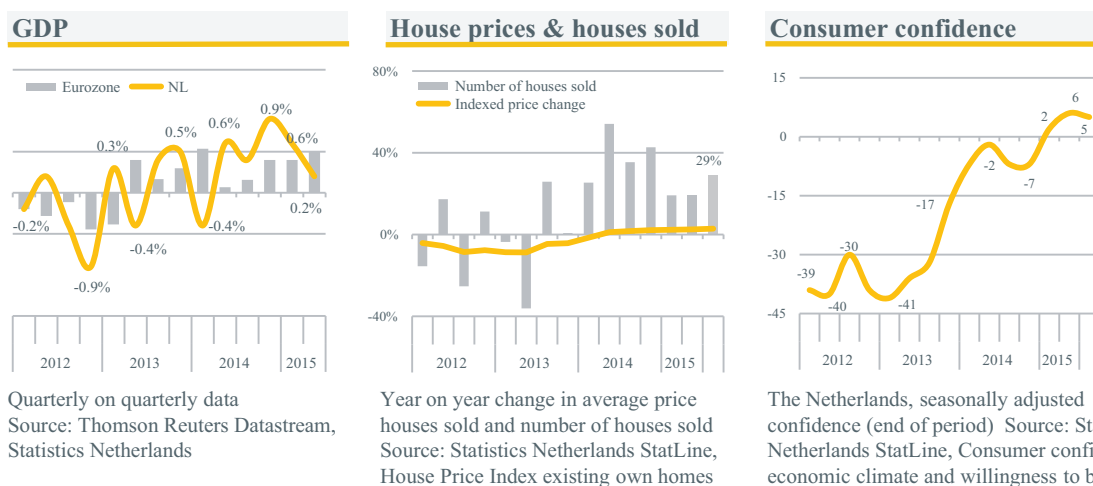 GDP
Eurozone NL
-0.2%
-0.9%
0.3%
-0.4%
0.5%
-0.4%
0.6%
0.9%
0.6%
0.2%
2012 2013 2014 2015
Quarterly on quarterly data
Source: Thomson Reuters Datastream,
Statistics Netherlands
House prices & houses sold
80%
Number of houses sold
Indexed price change
40%
29%
0%
-40%
2012 2013 2014 2015
Year on year change in average price
houses sold and number of houses sold
Source: Statistics Netherlands StatLine,
House Price Index existing own homes
Consumer confidence
15
0
-15
-30
-45
-39
-40
-30
-41
-17
-2
-7
2
6
5
2012 2013 2014 2015
The Netherlands, seasonally adjusted
confidence (end of period) Source: St
Netherlands StatLine, Consumer confi
economic climate and willingness to b